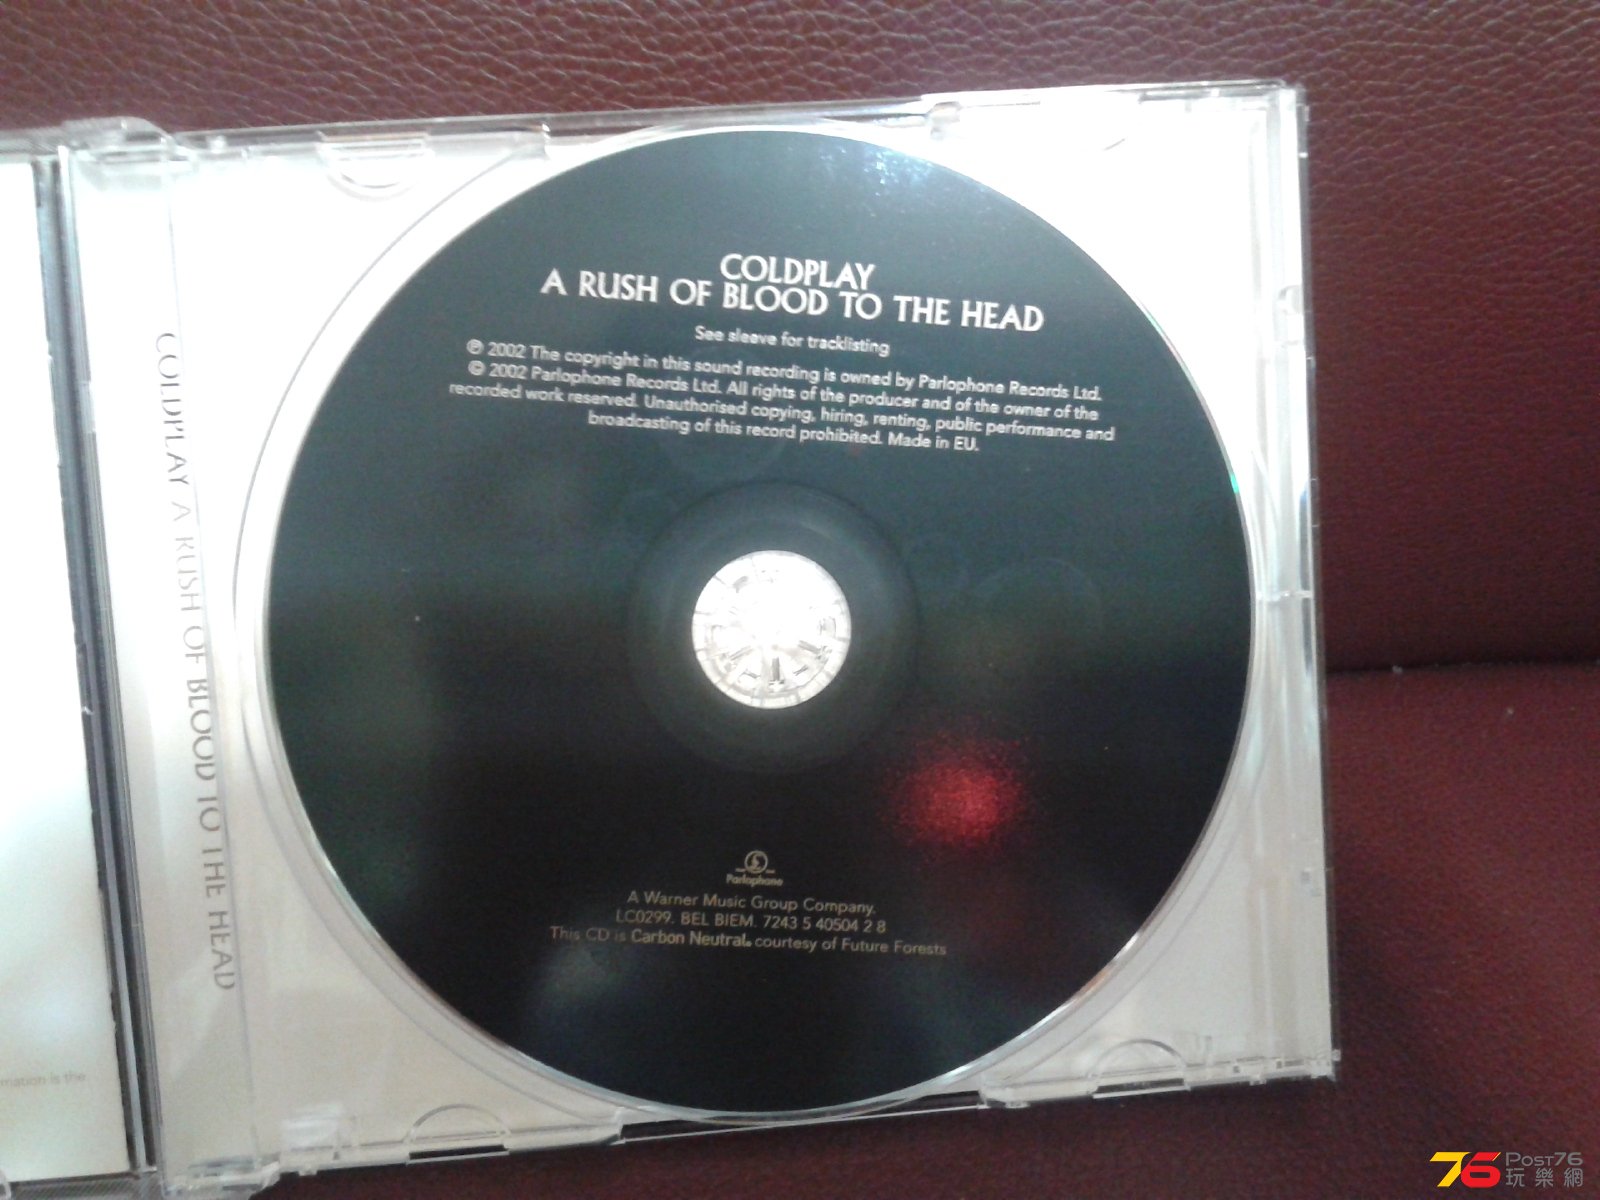 COLDPLAY
A RUSH OF BLOOD TO THE HEAD
See sleeve for tracklisting
℗ 2002 The copyright in this sound recording is owned by Parlophone Records Ltd.
© 2002 Parlophone Records Ltd. All rights of the producer and of the owner of the
recorded work reserved. Unauthorised copying, hiring, renting, public performance and
broadcasting of this record prohibited. Made in EU.
Parlophone
A Warner Music Group Company.
LC0299. BEL BIEM. 7243 5 40504 2 8
This CD is Carbon Neutral. courtesy of Future Forests
COLDPLAY A RUSH OF BLOOD TO THE HEAD
mation is the
76 Post76
玩樂網